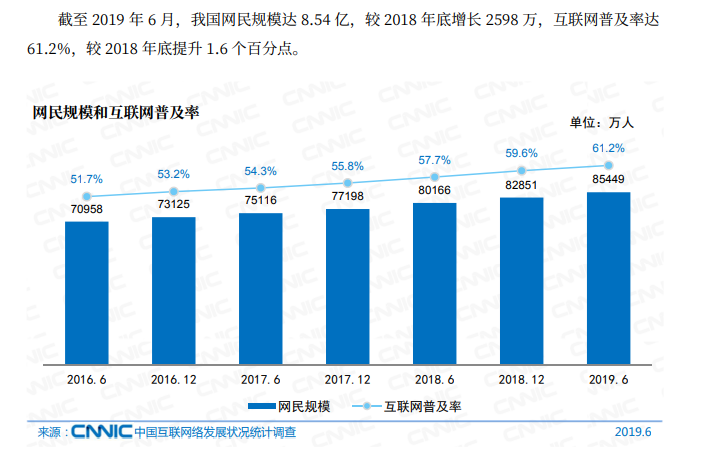 截至 2019 年 6 月，我国网民规模达 8.54 亿，较 2018 年底增长 2598 万，互联网普及率达
61.2%，较 2018 年底提升 1.6 个百分点。
网民规模和互联网普及率
单位：万人
51.7% 53.2% 54.3% 55.8% 57.7% 59.6% 61.2%
70958 73125 75116 77198 80166 82851 85449
2016. 6 2016. 12 2017. 6 2017. 12 2018. 6 2018. 12 2019. 6
网民规模 互联网普及率
来源：CNNIC 中国互联网络发展状况统计调查 2019.6